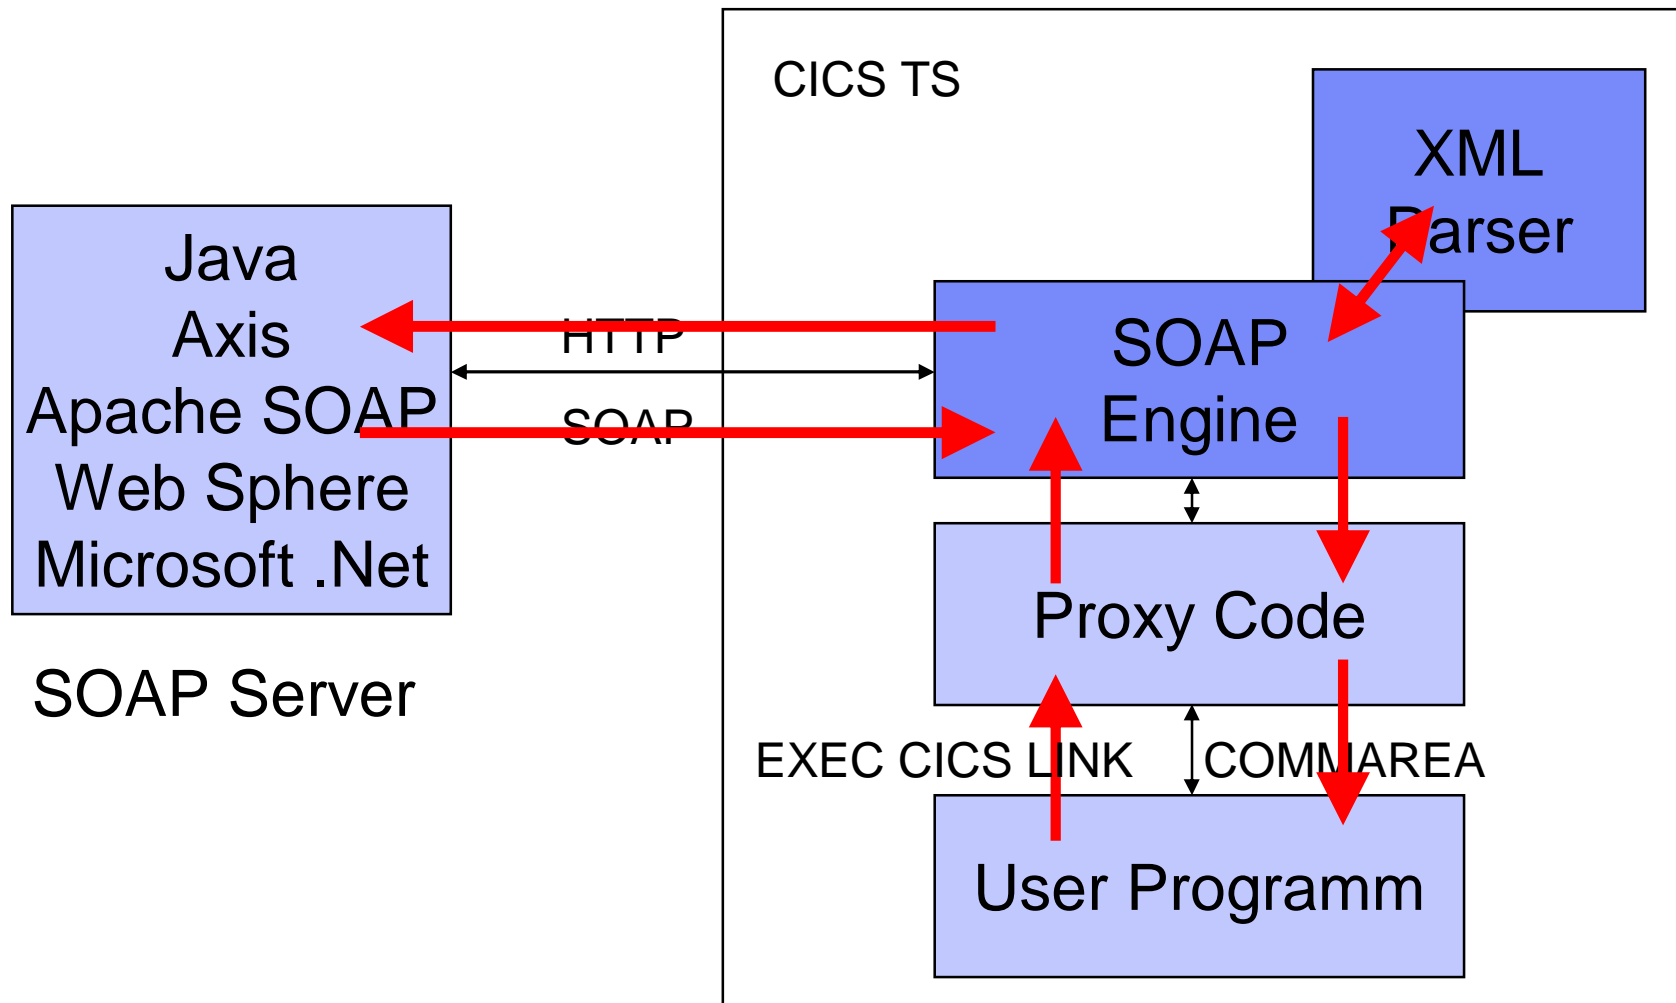 CICS TS
XML
Parser
Java
Axis
Apache SOAP
Web Sphere
Microsoft .Net
SOAP Server
HTTP
SOAP
SOAP
Engine
Proxy Code
EXEC CICS LINK
COMMAREA
User Programm